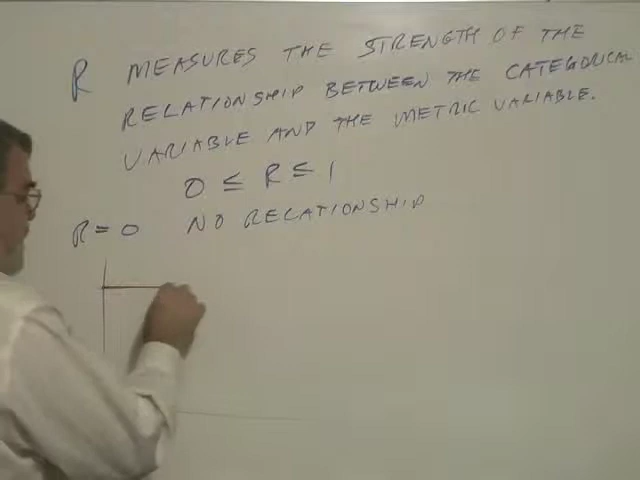 R MEASURES THE STRENGTH OF THE
RELATIONSHIP BETWEEN THE CATEGORICAL
VARIABLE AND THE METRIC VARIABLE.
0 ≤ R ≤ 1
R = 0 NO RELATIONSHIP